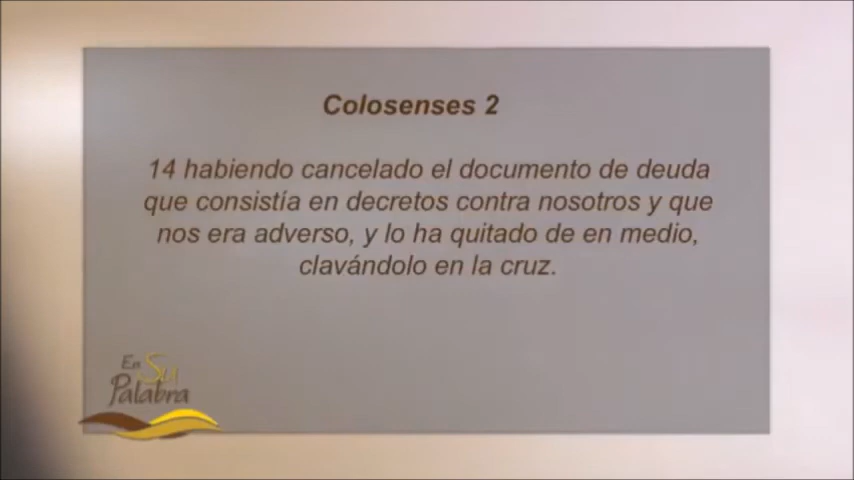 Colosenses 2
14 habiendo cancelado el documento de deuda
que consistía en decretos contra nosotros y que
nos era adverso, y lo ha quitado de en medio,
clavándolo en la cruz.
En Su
Palabra